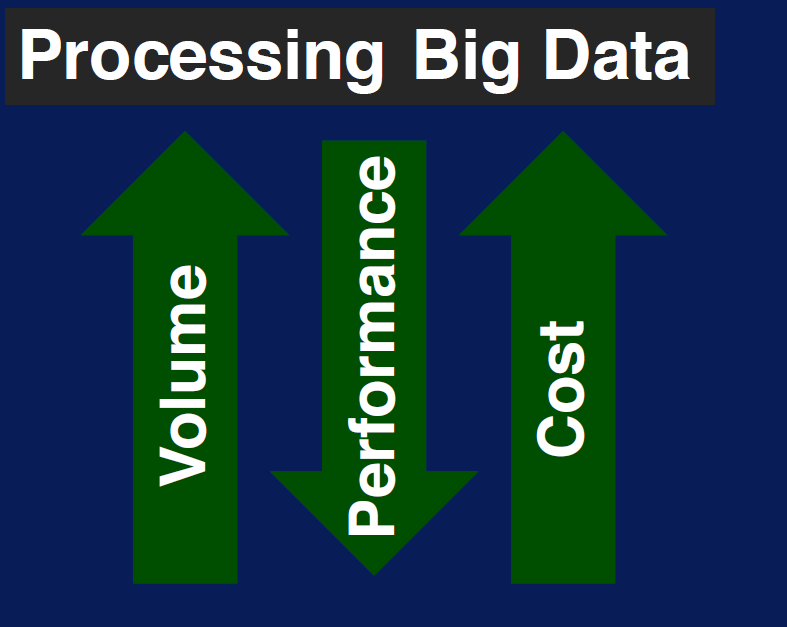 Processing Big Data
Volume
Performance
Cost